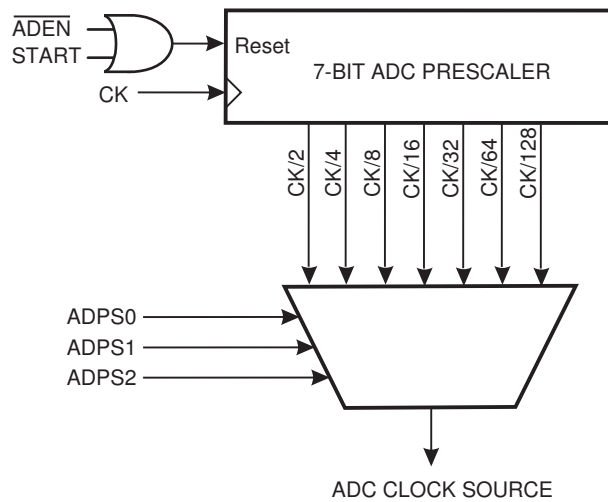 ADEN
START
Reset
7-BIT ADC PRESCALER
CK
CK/2
CK/4
CK/8
CK/16
CK/32
CK/64
CK/128
ADPS0
ADPS1
ADPS2
ADC CLOCK SOURCE